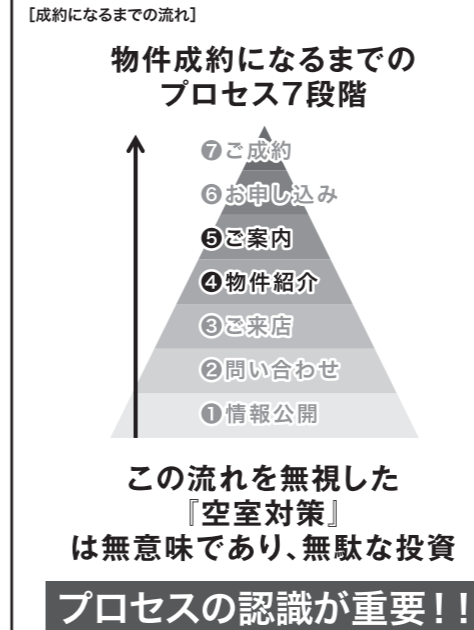 ［成約になるまでの流れ］
物件成約になるまでの
プロセス7段階
❼ご成約
❻お申し込み
❺ご案内
❹物件紹介
❸ご来店
❷問い合わせ
❶情報公開
この流れを無視した
『空室対策』
は無意味であり、無駄な投資
プロセスの認識が重要！！